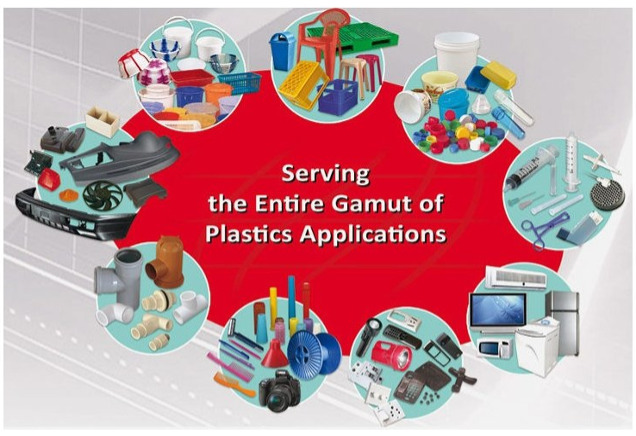 Serving
the Entire Gamut of
Plastics Applications